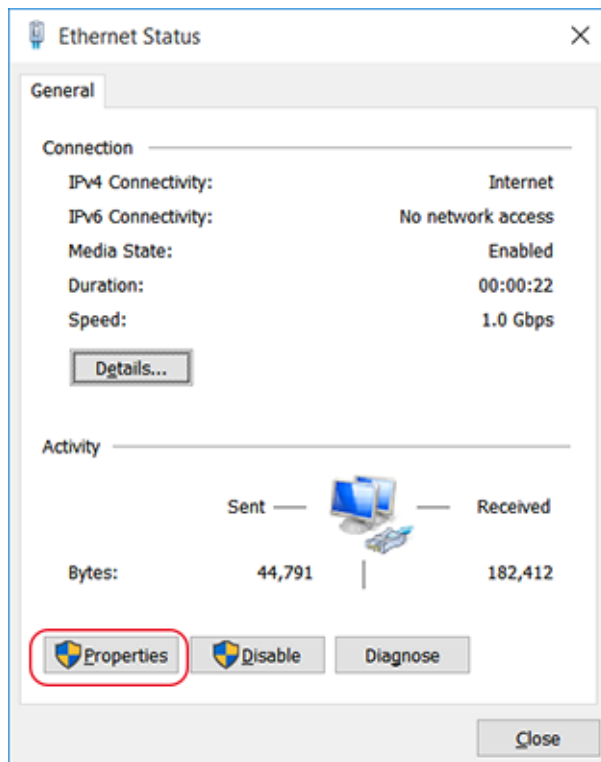 Ethernet Status
General
Connection
IPv4 Connectivity: Internet
IPv6 Connectivity: No network access
Media State: Enabled
Duration: 00:00:22
Speed: 1.0 Gbps
Details...
Activity
Sent Received
Bytes: 44,791 182,412
Properties Disable Diagnose
Close